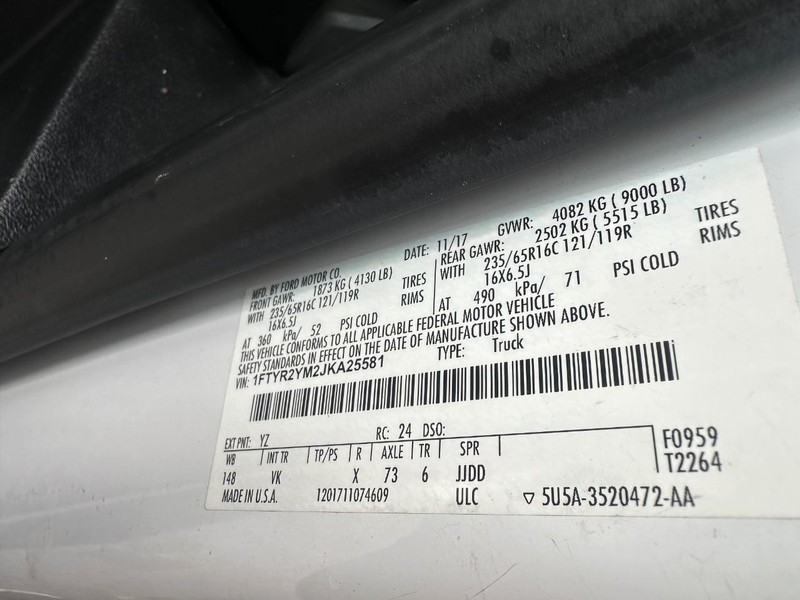 MFD. BY FORD MOTOR CO. DATE: 11/17 GVWR: 4082 KG ( 9000 LB)
FRONT GAWR: 1873 KG ( 4130 LB) REAR GAWR: 2502 KG ( 5515 LB)
WITH 235/65R16C 121/119R TIRES WITH 235/65R16C 121/119R TIRES
16X6.5J RIMS 16X6.5J RIMS
AT 360 kPa/ 52 PSI COLD AT 490 kPa/ 71 PSI COLD
THIS VEHICLE CONFORMS TO ALL APPLICABLE FEDERAL MOTOR VEHICLE
SAFETY STANDARDS IN EFFECT ON THE DATE OF MANUFACTURE SHOWN ABOVE.
VIN: 1FTYR2YM2JKA25581 TYPE: Truck
EXT PNT: YZ RC: 24 DSO: F0959
WB INT TR TP/PS R AXLE TR SPR T2264
148 VK X 73 6 JJDD
MADE IN U.S.A. 1201711074609 ULC ▽ 5U5A-3520472-AA